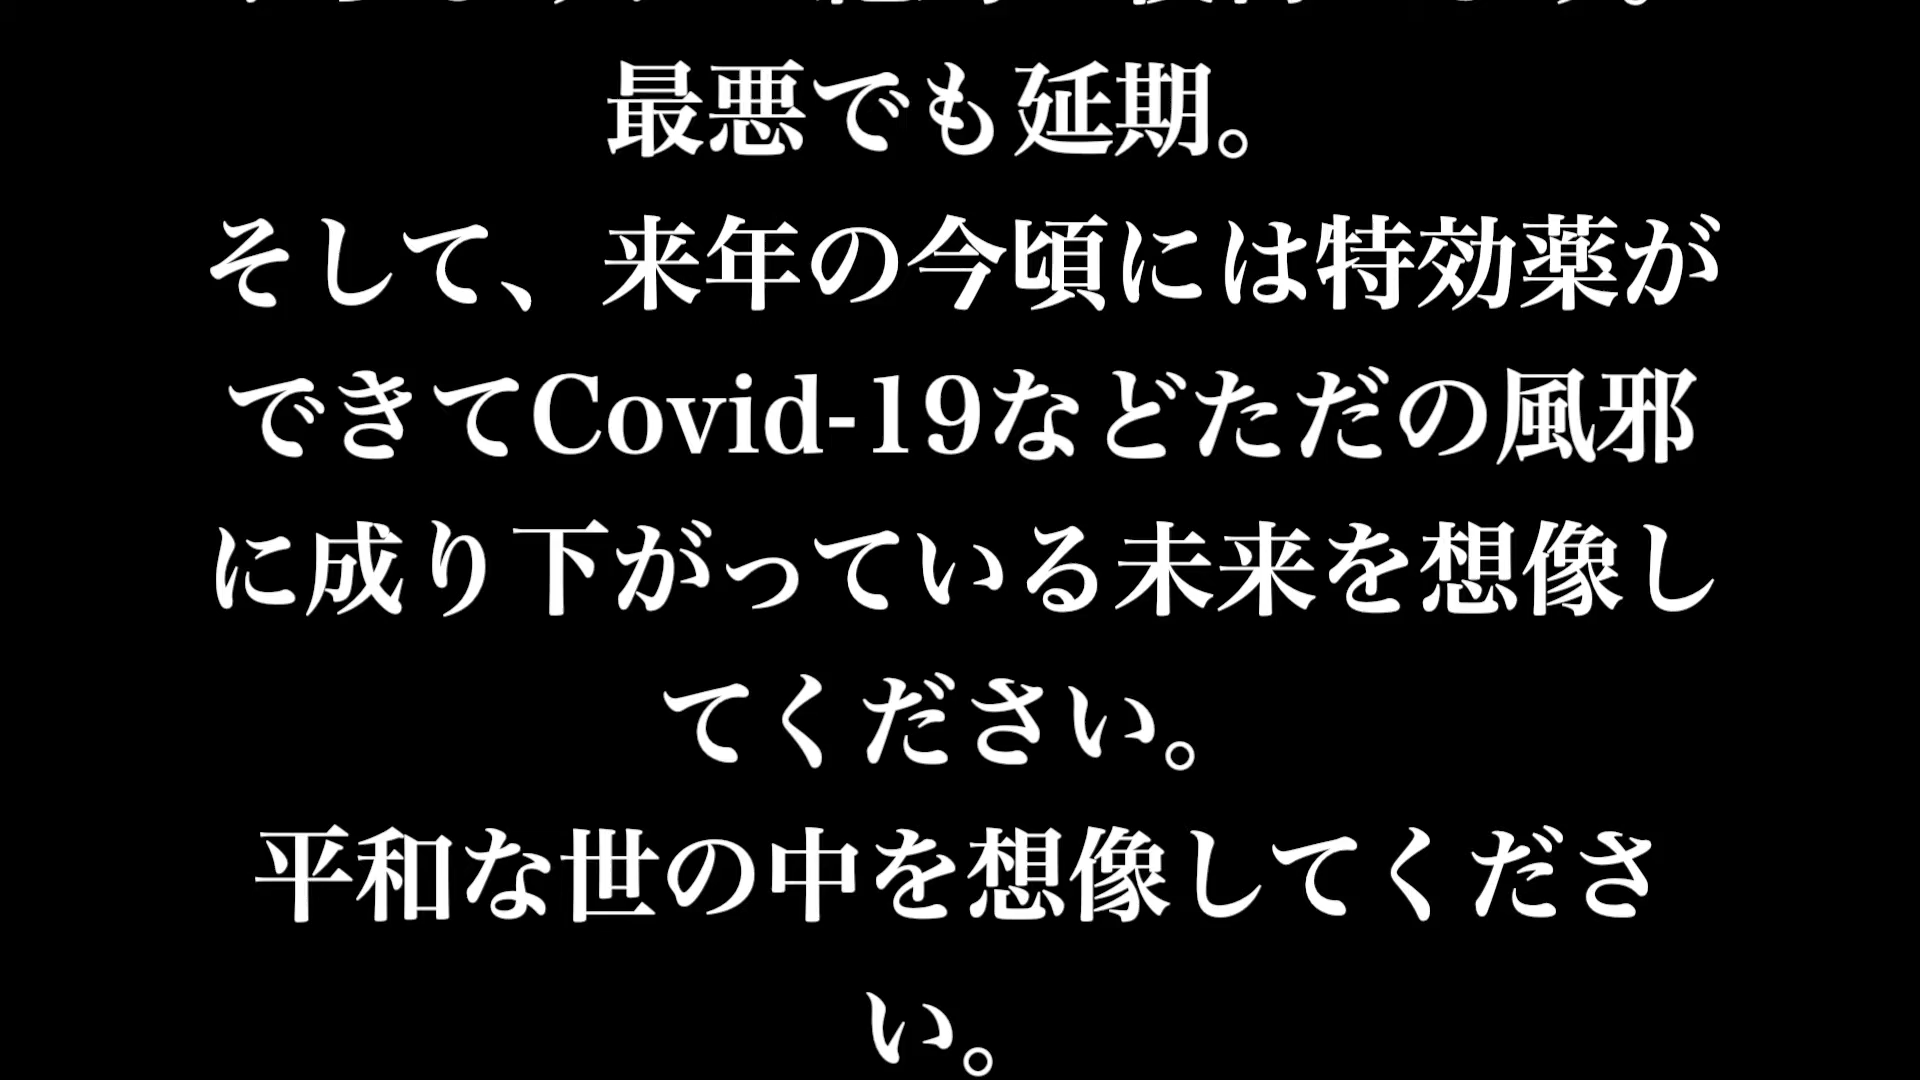 最悪でも延期。
そして、来年の今頃には特効薬が
できてCovid-19などただの風邪
に成り下がっている未来を想像し
てください。
平和な世の中を想像してくださ
い。